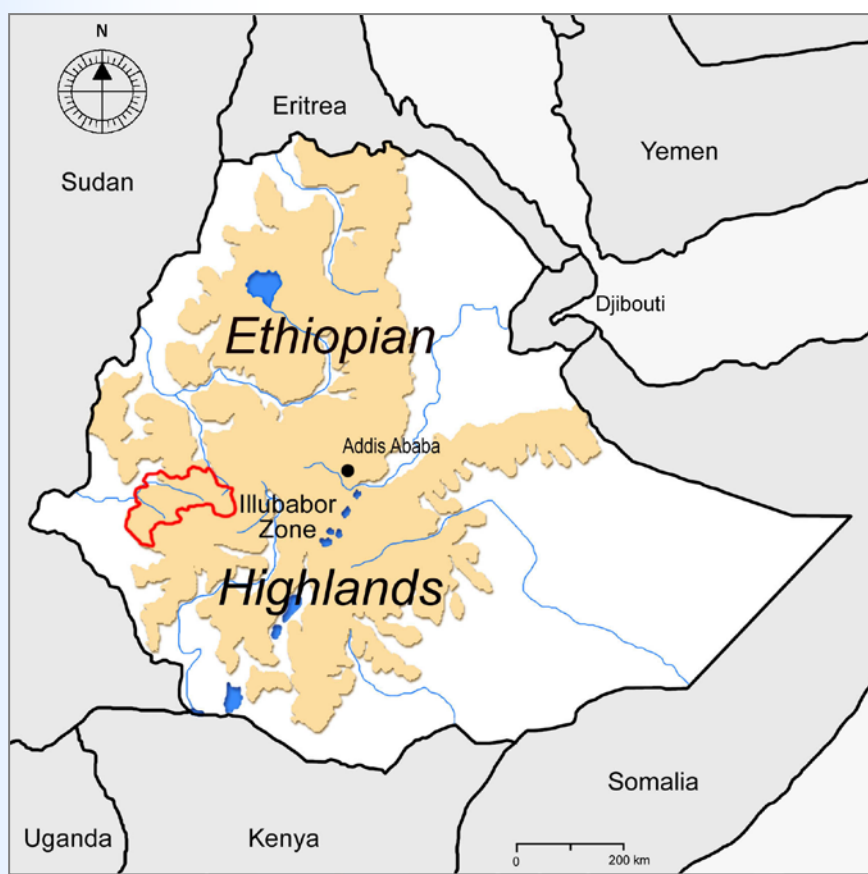 N
Eritrea
Yemen
Sudan
Djibouti
Ethiopian
Addis Ababa
Illubabor
Zone
Highlands
Somalia
Uganda
Kenya
0
200 km